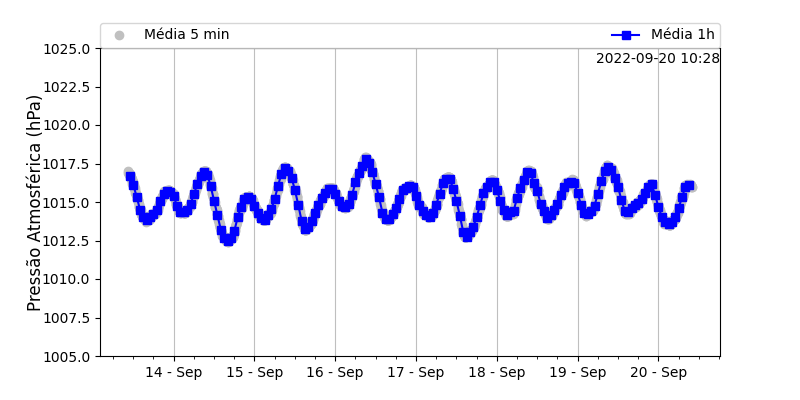 Média 5 min
Média 1h
2022-09-20 10:28
Pressão Atmosférica (hPa)
1025.0
1022.5
1020.0
1017.5
1015.0
1012.5
1010.0
1007.5
1005.0
14 - Sep
15 - Sep
16 - Sep
17 - Sep
18 - Sep
19 - Sep
20 - Sep